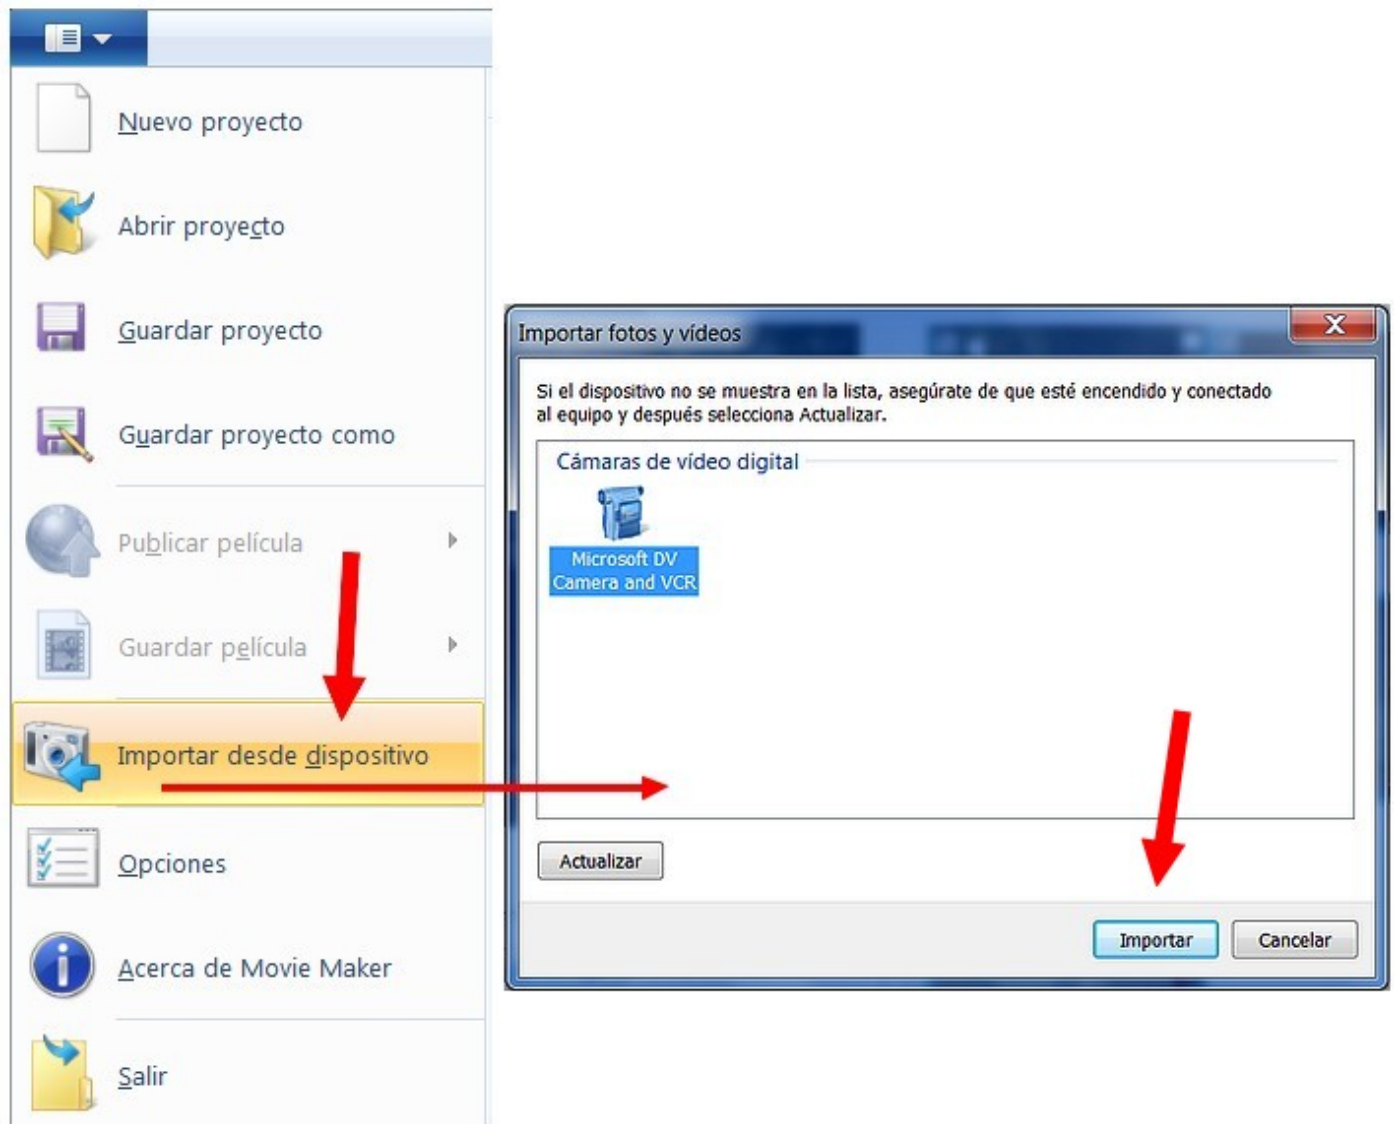 Nuevo proyecto
Abrir proyecto
Guardar proyecto
Guardar proyecto como
Publicar película
Guardar película
Importar desde dispositivo
Opciones
Acerca de Movie Maker
Salir
Importar fotos y vídeos
Si el dispositivo no se muestra en la lista, asegúrate de que esté encendido y conectado
al equipo y después selecciona Actualizar.
Cámaras de vídeo digital
Microsoft DV
Camera and VCR
Actualizar
Importar
Cancelar